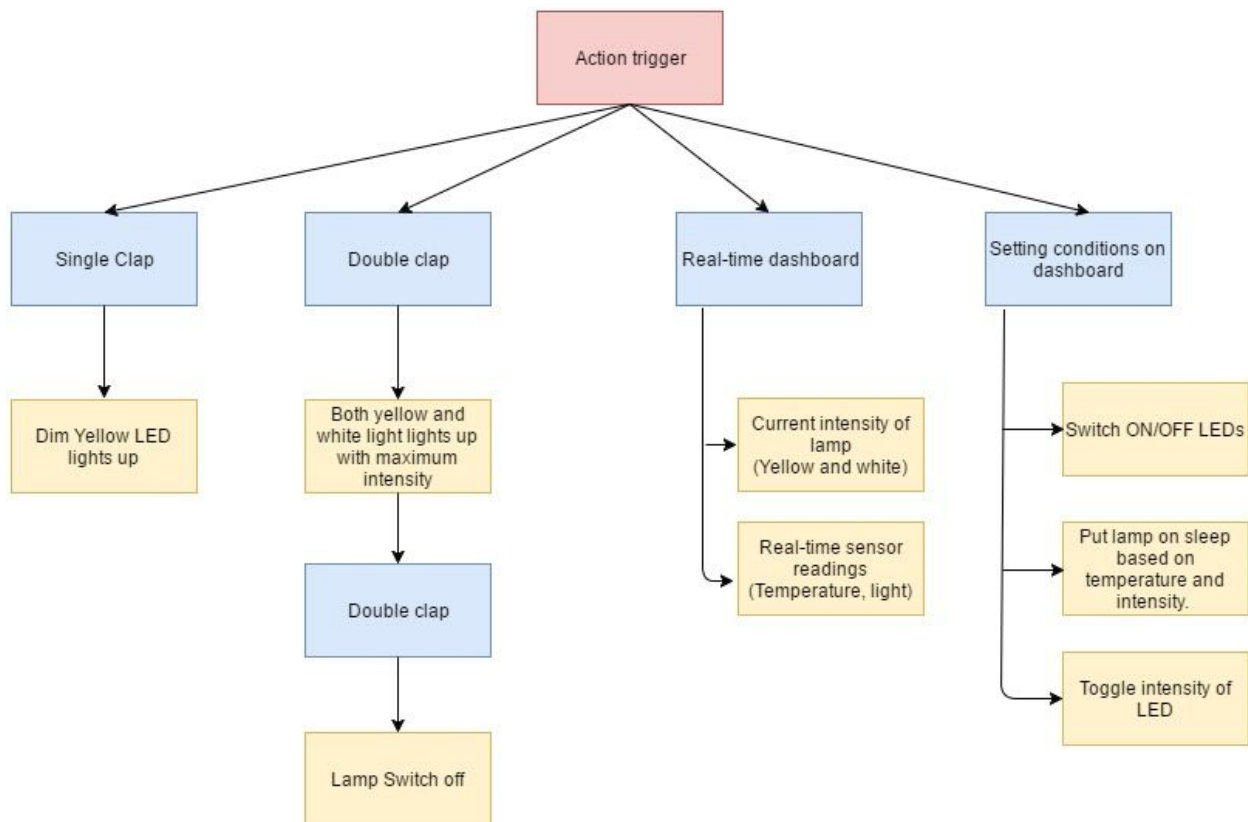 Action trigger
Single Clap
Double clap
Real-time dashboard
Setting conditions on
dashboard
Dim Yellow LED
lights up
Both yellow and
white light lights up
with maximum
intensity
Current intensity of
lamp
(Yellow and white)
Switch ON/OFF LEDs
Real-time sensor
readings
(Temperature, light)
Put lamp on sleep
based on
temperature and
intensity.
Double clap
Toggle intensity of
LED
Lamp Switch off